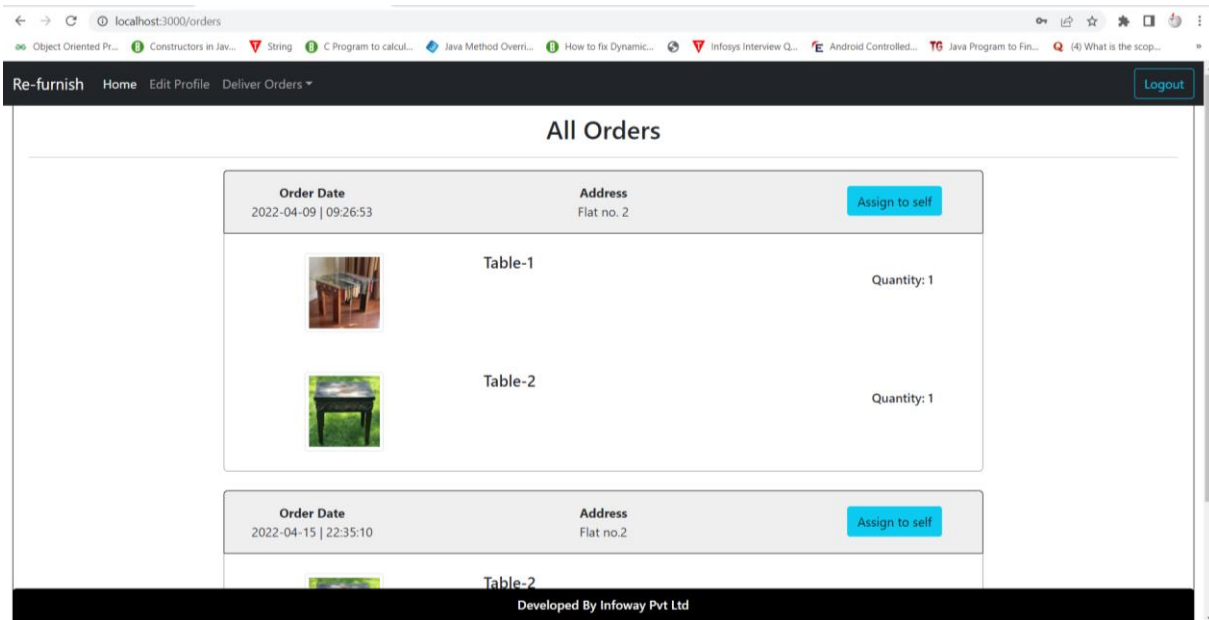 localhost:3000/orders
Object Oriented Pr... Constructors in Jav... String C Program to calcul... Java Method Overri... How to fix Dynamic... Infosys Interview Q... Android Controlled... TG Java Program to Fin... (4) What is the scop... »
Re-furnish Home Edit Profile Deliver Orders Logout
All Orders
Order Date Address Assign to self
2022-04-09 | 09:26:53 Flat no. 2
Table-1
Quantity: 1
Table-2
Quantity: 1
Order Date Address Assign to self
2022-04-15 | 22:35:10 Flat no.2
Table-2
Developed By Infoway Pvt Ltd